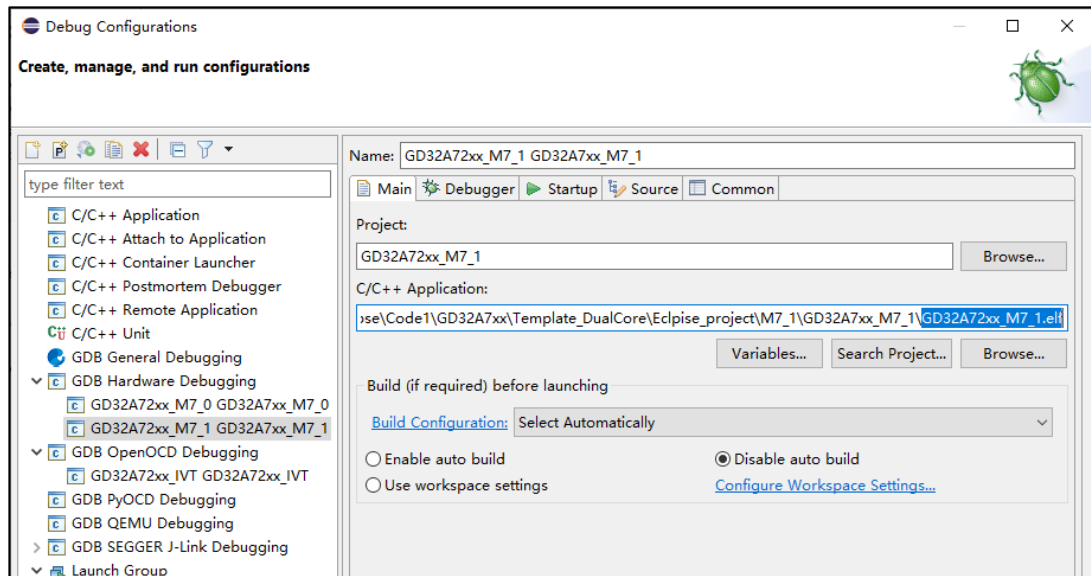 Debug Configurations
Create, manage, and run configurations
type filter text
C/C++ Application
C/C++ Attach to Application
C/C++ Container Launcher
C/C++ Postmortem Debugger
C/C++ Remote Application
C/C++ Unit
GDB General Debugging
GDB Hardware Debugging
GD32A72xx_M7_0 GD32A7xx_M7_0
GD32A72xx_M7_1 GD32A7xx_M7_1
GDB OpenOCD Debugging
GD32A72xx_IVT GD32A72xx_IVT
GDB PyOCD Debugging
GDB QEMU Debugging
GDB SEGGER J-Link Debugging
Launch Group
Name: GD32A72xx_M7_1 GD32A7xx_M7_1
Main Debugger Startup Source Common
Project:
GD32A72xx_M7_1 Browse...
C/C++ Application:
ose\Code1\GD32A7xx\Template_DualCore\Eclpise_project\M7_1\GD32A7xx_M7_1\GD32A72xx_M7_1.elf
Variables... Search Project... Browse...
Build (if required) before launching
Build Configuration: Select Automatically
Enable auto build Disable auto build
Use workspace settings Configure Workspace Settings...